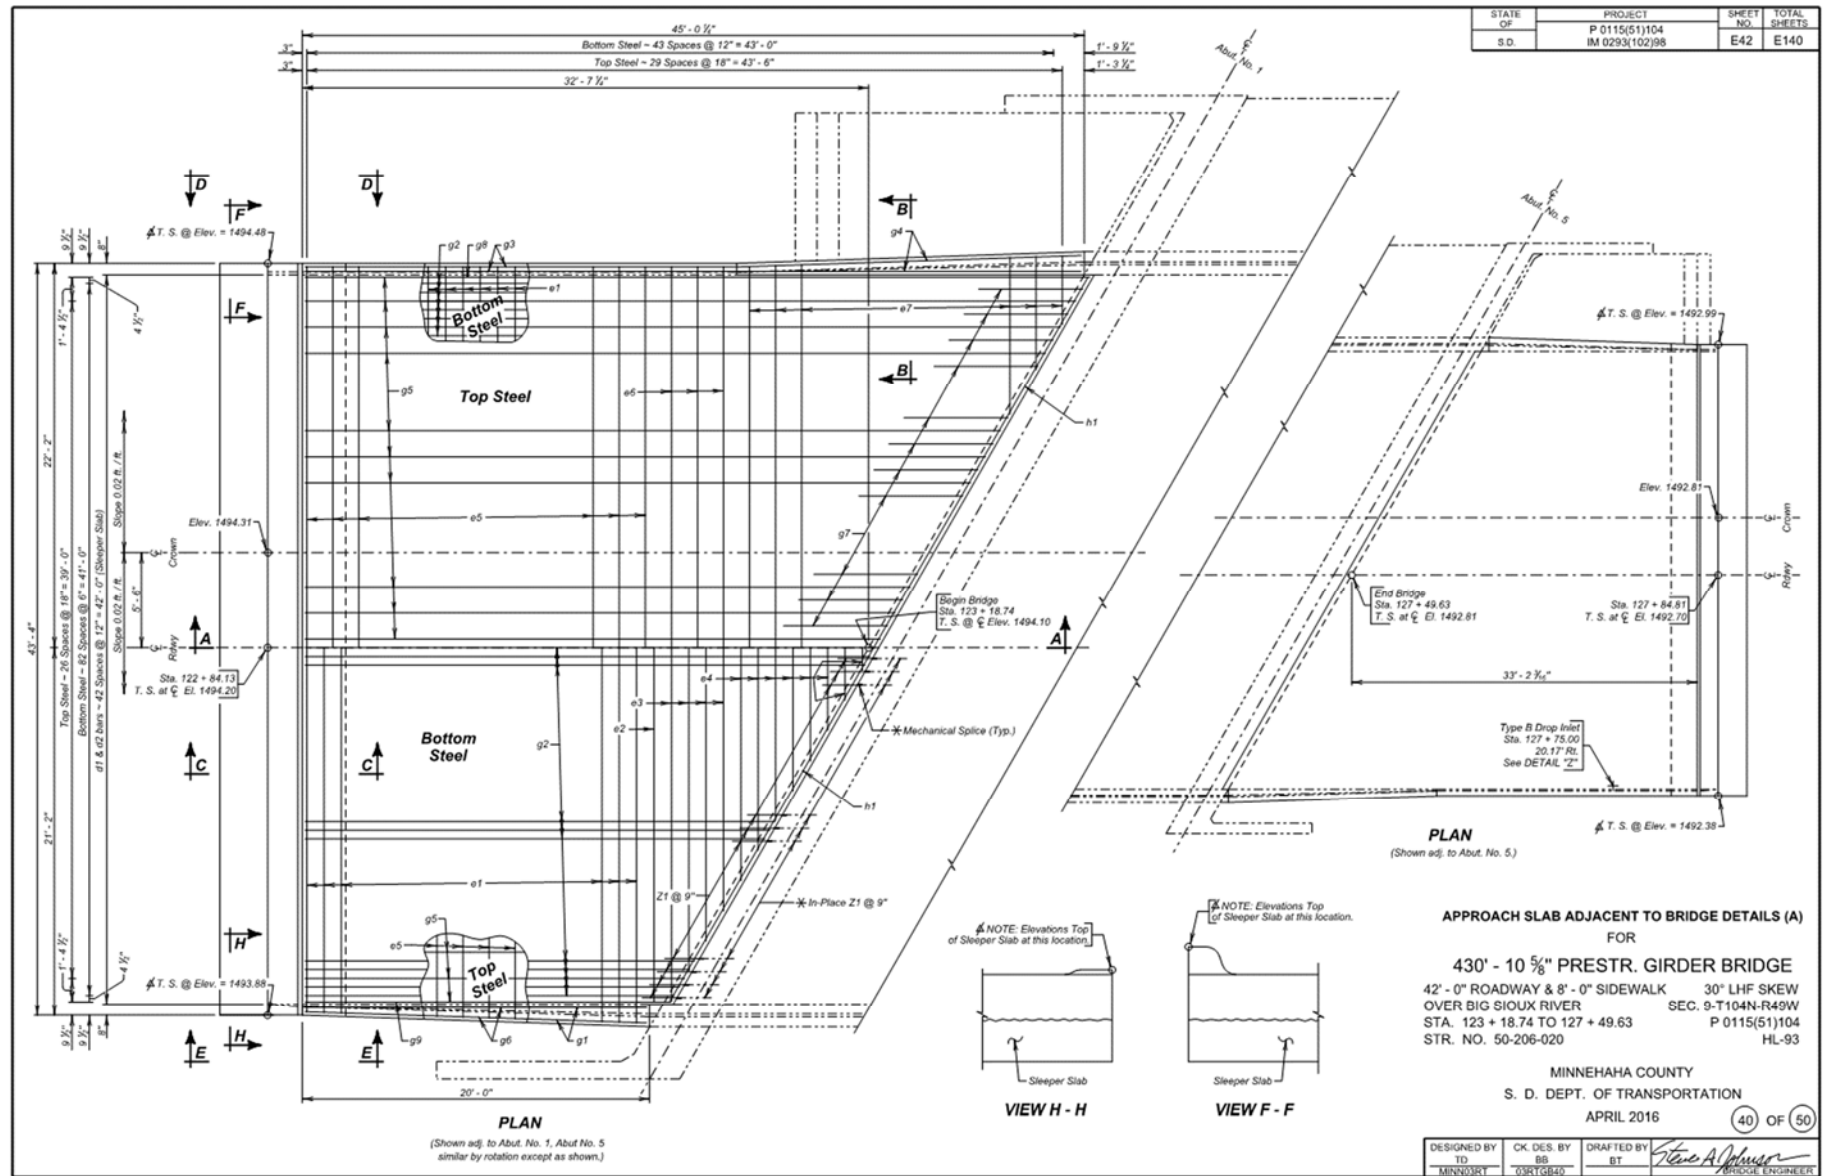 STATE OF S.D.
PROJECT
P 0115(51)104
IM 0293(102)98
SHEET NO.
E42
TOTAL SHEETS
E140
45' - 0 ¼"
Bottom Steel ~ 43 Spaces @ 12" = 43' - 0"
Top Steel ~ 29 Spaces @ 18" = 43' - 6"
3"
3"
1' - 9 ¼"
1' - 3 ¼"
32' - 7 ¼"
℄ Abut. No. 1
℄ Abut. No. 5
D
D
F
F
B
B
T. S. @ Elev. = 1494.48
9 ½"
9 ½"
8"
1' - 4 ½"
4 ½"
g2
g8
g3
g4
e1
e7
Bottom Steel
Top Steel
g5
e6
h1
e5
g7
43' - 4"
22' - 2"
21' - 2"
Top Steel ~ 26 Spaces @ 18" = 39' - 0"
Bottom Steel ~ 82 Spaces @ 6" = 41' - 0"
d1 & d2 bars ~ 42 Spaces @ 12" = 42' - 0" (Sleeper Slab)
Slope 0.02 ft. / ft.
Slope 0.02 ft. / ft.
5' - 6"
Elev. 1494.31
℄ Crown
℄ Rdwy
A
A
Sta. 122 + 84.13
T. S. at ℄ El. 1494.20
Begin Bridge
Sta. 123 + 18.74
T. S. @ ℄ Elev. 1494.10
C
C
Bottom Steel
g2
e4
e3
e2
Mechanical Splice (Typ.)
h1
e1
Z1 @ 9"
In-Place Z1 @ 9"
g5
e5
Top Steel
H
H
1' - 4 ½"
4 ½"
T. S. @ Elev. = 1493.88
9 ½"
9 ½"
8"
E
E
g9
g6
g1
20' - 0"
PLAN
(Shown adj. to Abut. No. 1, Abut No. 5
similar by rotation except as shown.)
T. S. @ Elev. = 1492.99
Elev. 1492.81
℄ Crown
℄ Rdwy
End Bridge
Sta. 127 + 49.63
T. S. at ℄ El. 1492.81
Sta. 127 + 84.81
T. S. at ℄ El. 1492.70
Type B Drop Inlet
Sta. 127 + 75.00
20.17' Rt.
See DETAIL "Z"
T. S. @ Elev. = 1492.38
PLAN
(Shown adj. to Abut. No. 5.)
NOTE: Elevations Top
of Sleeper Slab at this location.
Sleeper Slab
VIEW H - H
NOTE: Elevations Top
of Sleeper Slab at this location.
Sleeper Slab
VIEW F - F
APPROACH SLAB ADJACENT TO BRIDGE DETAILS (A)
FOR
430' - 10 ⅝" PRESTR. GIRDER BRIDGE
42' - 0" ROADWAY & 8' - 0" SIDEWALK 30° LHF SKEW
OVER BIG SIOUX RIVER SEC. 9-T104N-R49W
STA. 123 + 18.74 TO 127 + 49.63 P 0115(51)104
STR. NO. 50-206-020 HL-93
MINNEHAHA COUNTY
S. D. DEPT. OF TRANSPORTATION
APRIL 2016
40 OF 50
DESIGNED BY
TD
MINN03RT
CK. DES. BY
BB
03RTGB40
DRAFTED BY
BT
Steve A Johnson
BRIDGE ENGINEER